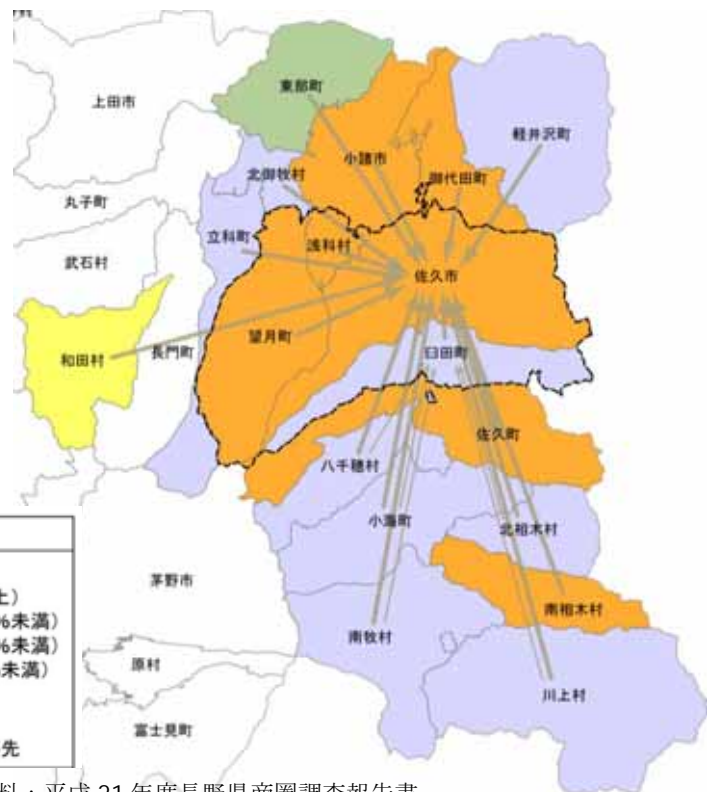 東部町
上田市
小諸市
軽井沢町
北御牧村
御代田町
丸子町
立科町
浅科村
武石村
佐久市
望月町
長門町
臼田町
和田村
佐久町
八千穂村
小海町
北相木村
茅野市
南相木村
南牧村
原村
川上村
富士見町
%未満)
%未満)
未満)
先
料：平成 21 年度長野県商圏調査報告書